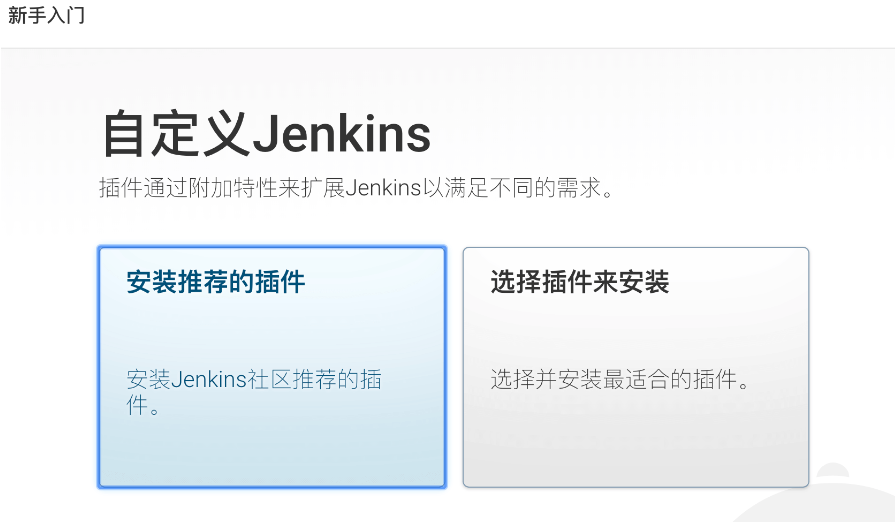 新手入门
自定义Jenkins
插件通过附加特性来扩展Jenkins以满足不同的需求。
安装推荐的插件
安装Jenkins社区推荐的插
件。
选择插件来安装
选择并安装最适合的插件。